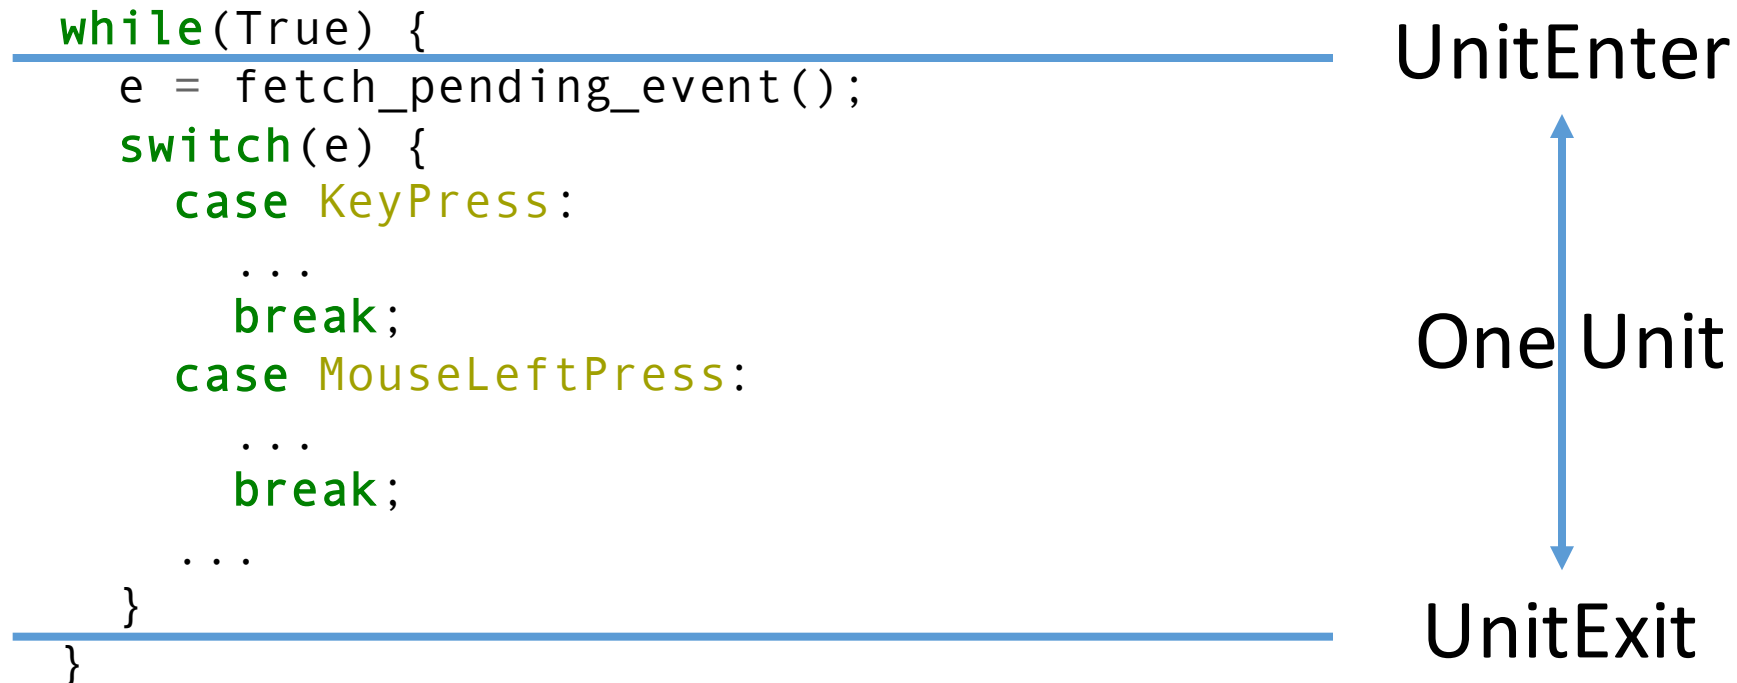 while(True) {
e = fetch_pending_event();
switch(e) {
case KeyPress:
...
break;
case MouseLeftPress:
...
break;
...
}
}
UnitEnter
One Unit
UnitExit